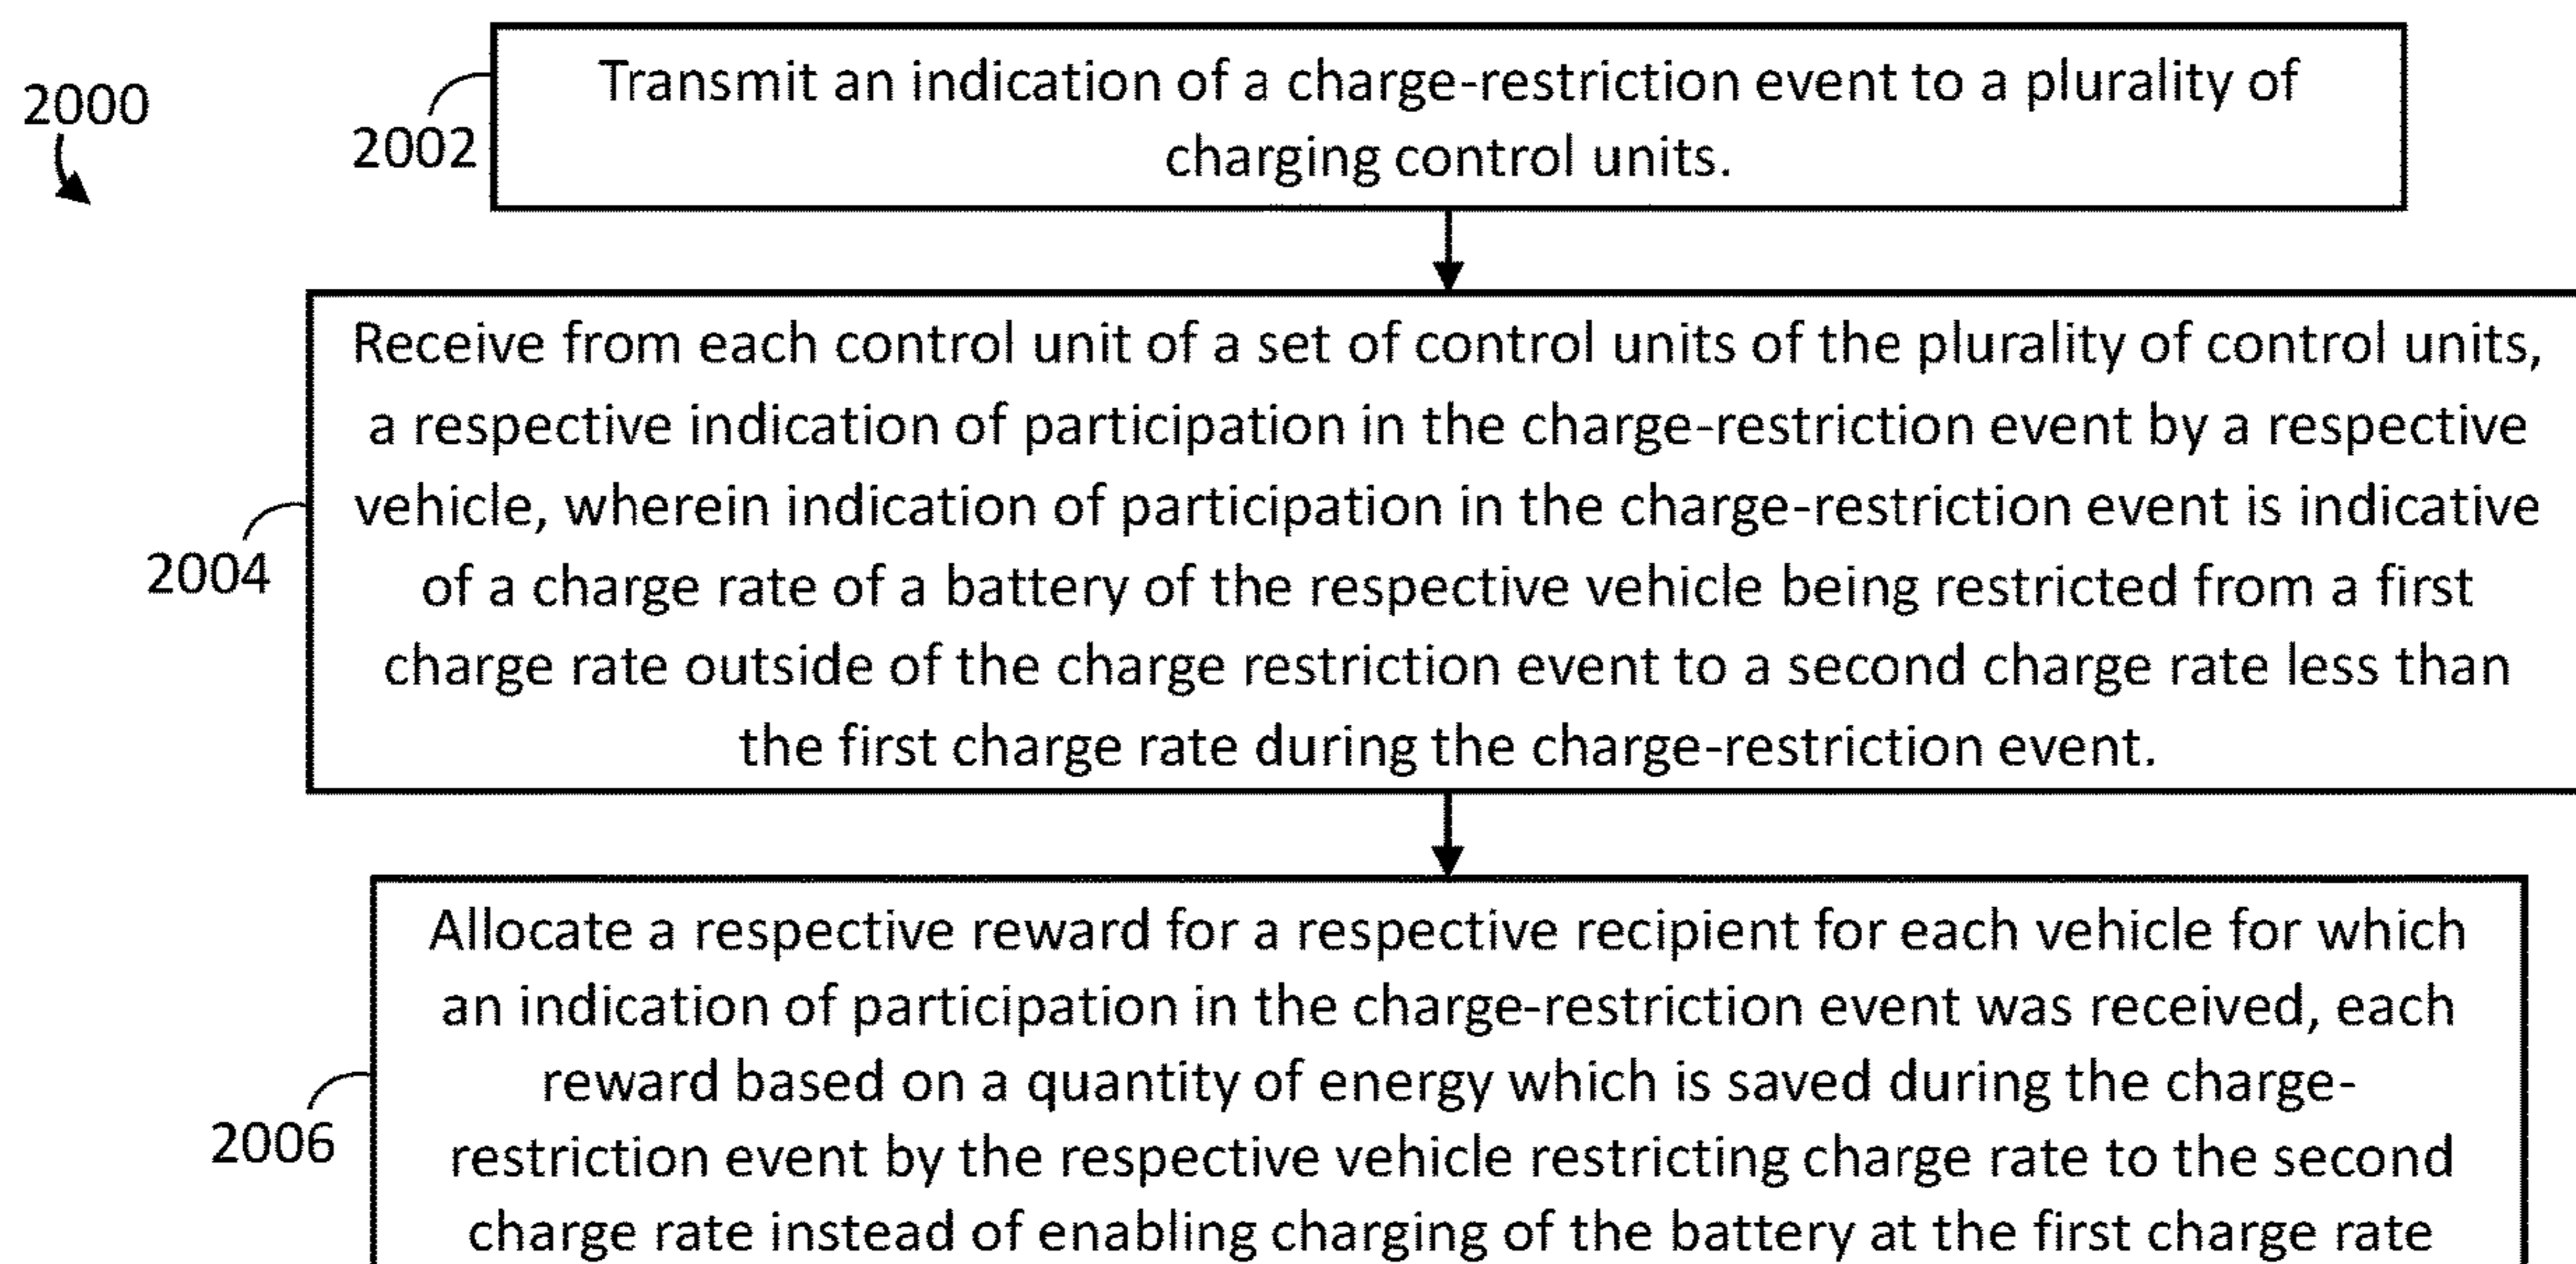 2000
2002
Transmit an indication of a charge-restriction event to a plurality of
charging control units.
2004
Receive from each control unit of a set of control units of the plurality of control units,
a respective indication of participation in the charge-restriction event by a respective
vehicle, wherein indication of participation in the charge-restriction event is indicative
of a charge rate of a battery of the respective vehicle being restricted from a first
charge rate outside of the charge restriction event to a second charge rate less than
the first charge rate during the charge-restriction event.
2006
Allocate a respective reward for a respective recipient for each vehicle for which
an indication of participation in the charge-restriction event was received, each
reward based on a quantity of energy which is saved during the charge-
restriction event by the respective vehicle restricting charge rate to the second
charge rate instead of enabling charging of the battery at the first charge rate